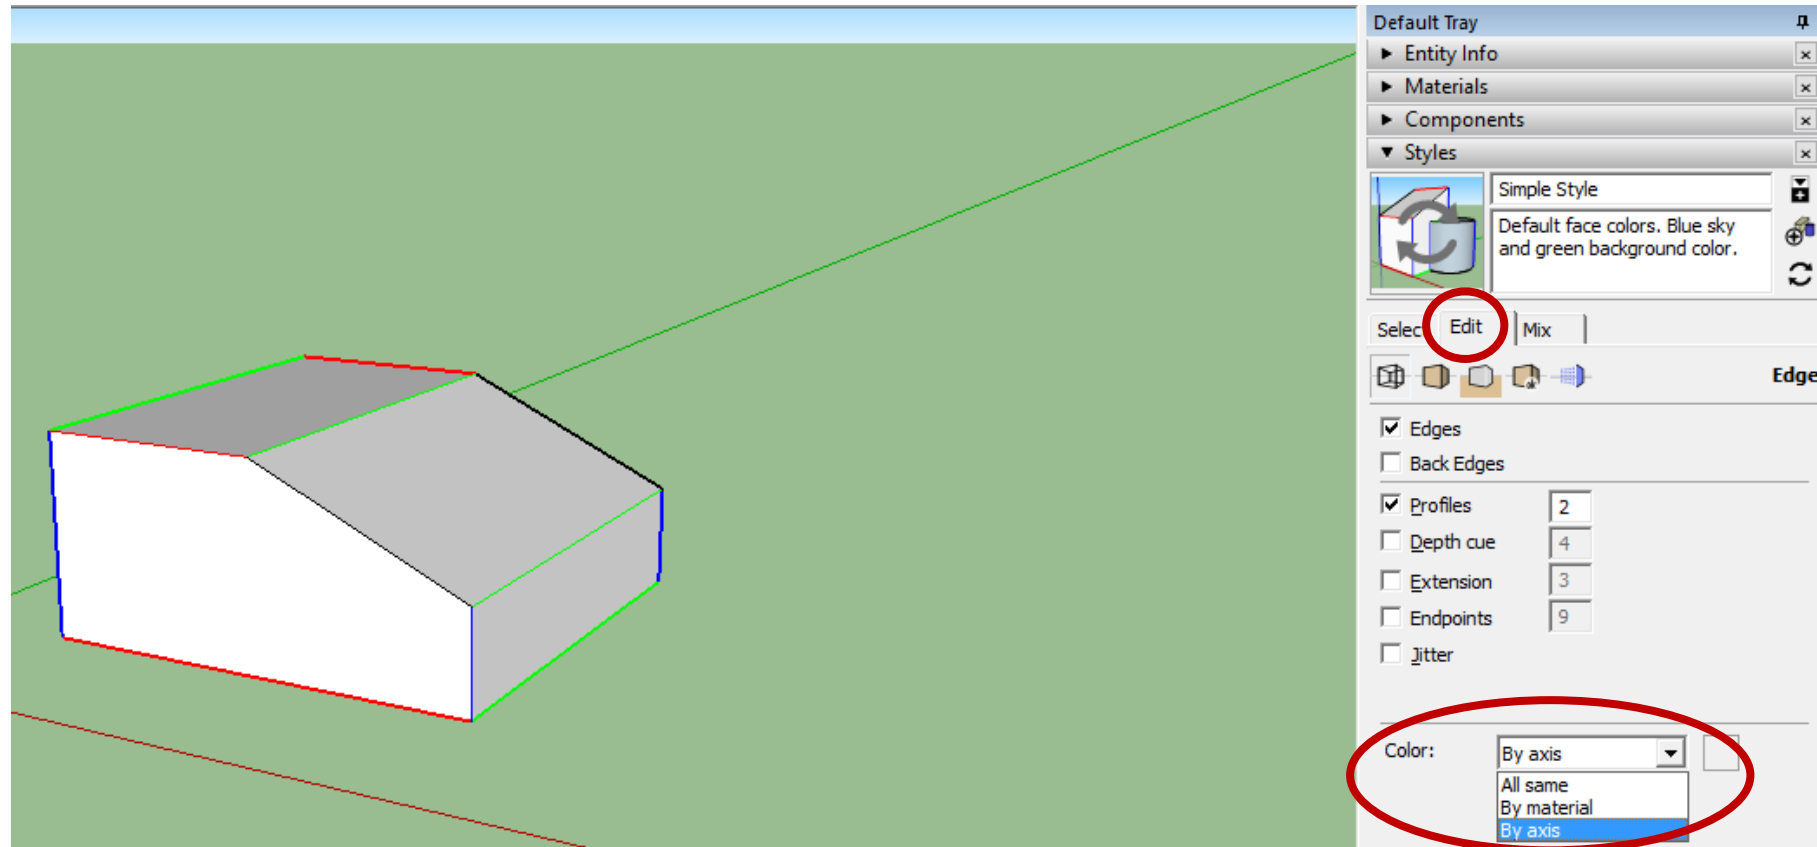 Default Tray
Entity Info
Materials
Components
Styles
Simple Style
Default face colors. Blue sky
and green background color.
Selec Edit Mix
Edge
Edges
Back Edges
Profiles 2
Depth cue 4
Extension 3
Endpoints 9
Jitter
Color: By axis
All same
By material
By axis